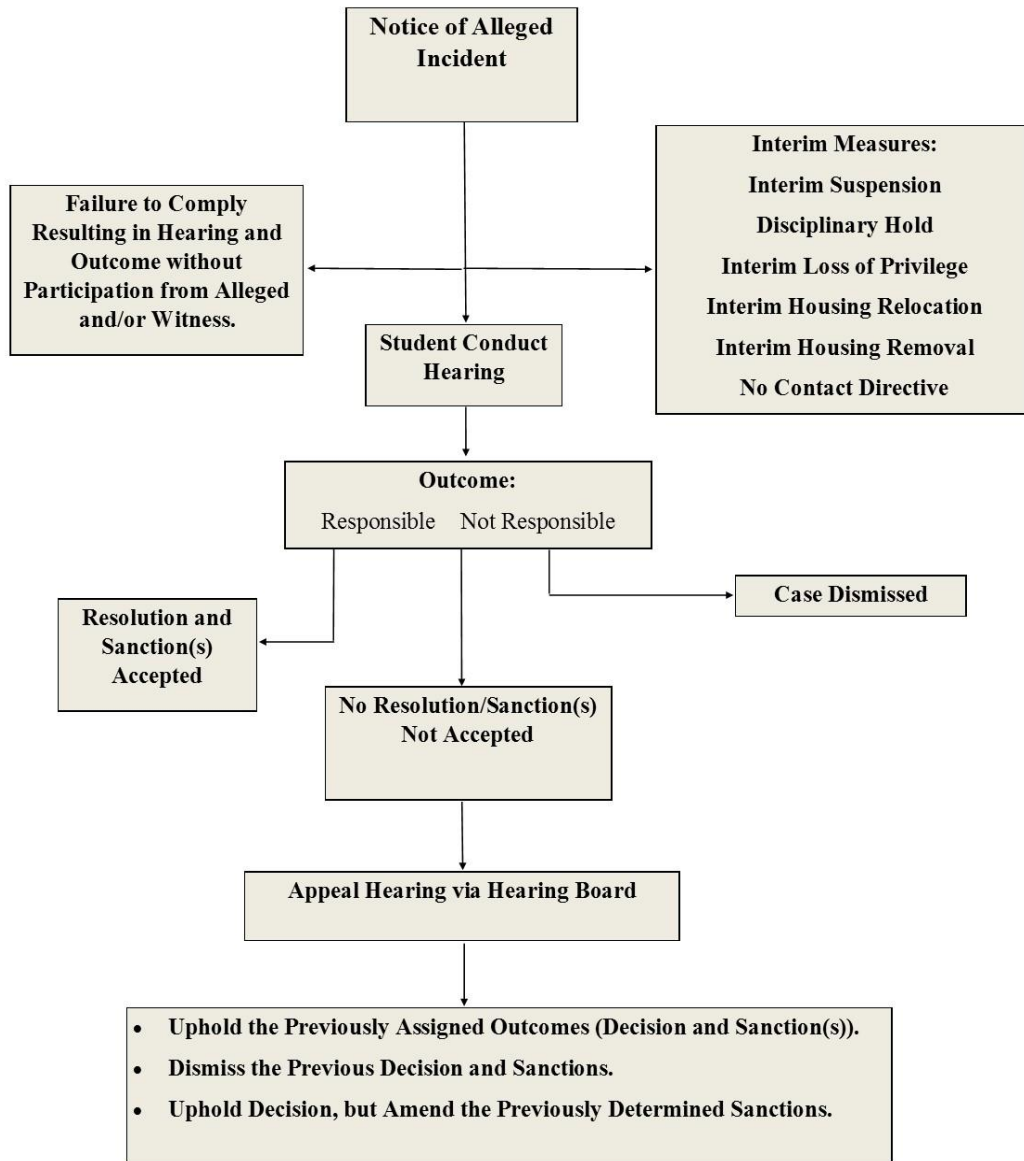 Notice of Alleged
Incident
Interim Measures:
Interim Suspension
Disciplinary Hold
Interim Loss of Privilege
Interim Housing Relocation
Interim Housing Removal
No Contact Directive
Failure to Comply
Resulting in Hearing and
Outcome without
Participation from Alleged
and/or Witness.
Student Conduct
Hearing
Outcome:
Responsible Not Responsible
Case Dismissed
Resolution and
Sanction(s)
Accepted
No Resolution/Sanction(s)
Not Accepted
Appeal Hearing via Hearing Board
• Uphold the Previously Assigned Outcomes (Decision and Sanction(s)).
• Dismiss the Previous Decision and Sanctions.
• Uphold Decision, but Amend the Previously Determined Sanctions.